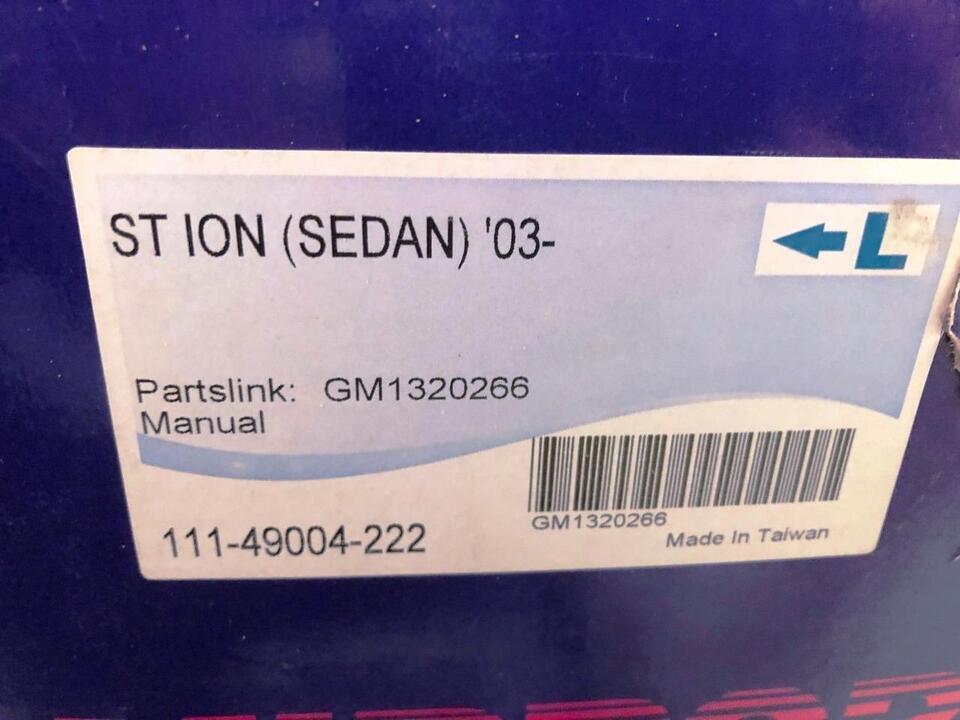 ST ION (SEDAN) '03-
L
Partslink: GM1320266
Manual
GM1320266
111-49004-222
Made In Taiwan